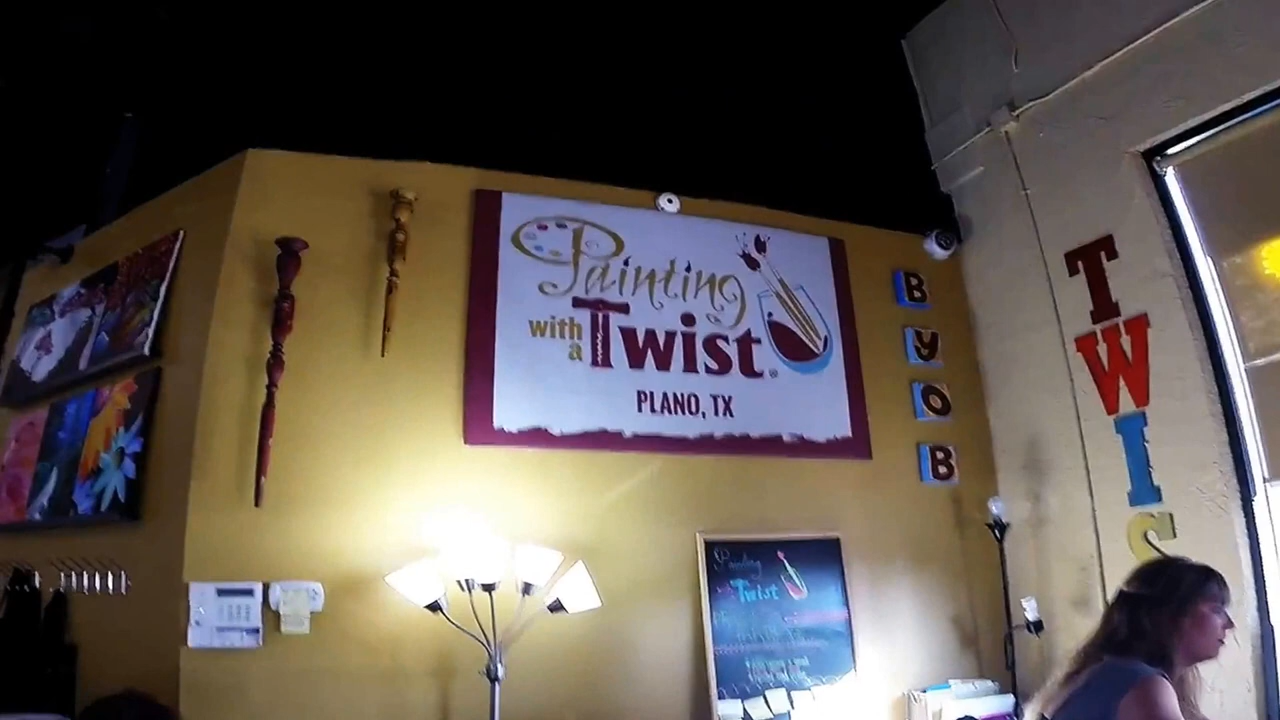 Painting
with a Twist®
PLANO, TX
B
Y
O
B
T
W
I
S
Painting
Twist